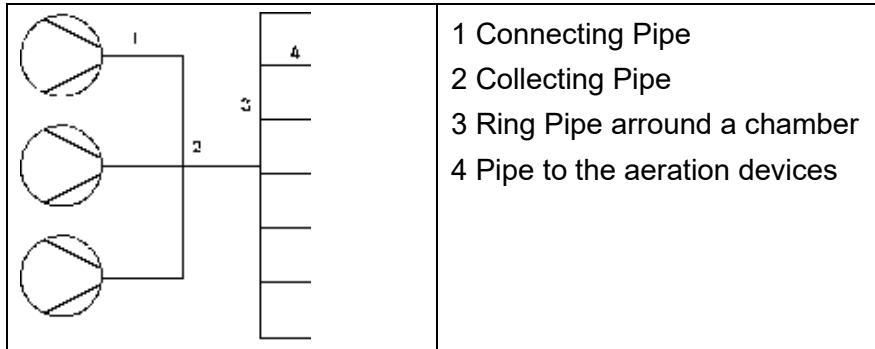 1
4
3
2
1 Connecting Pipe
2 Collecting Pipe
3 Ring Pipe arround a chamber
4 Pipe to the aeration devices